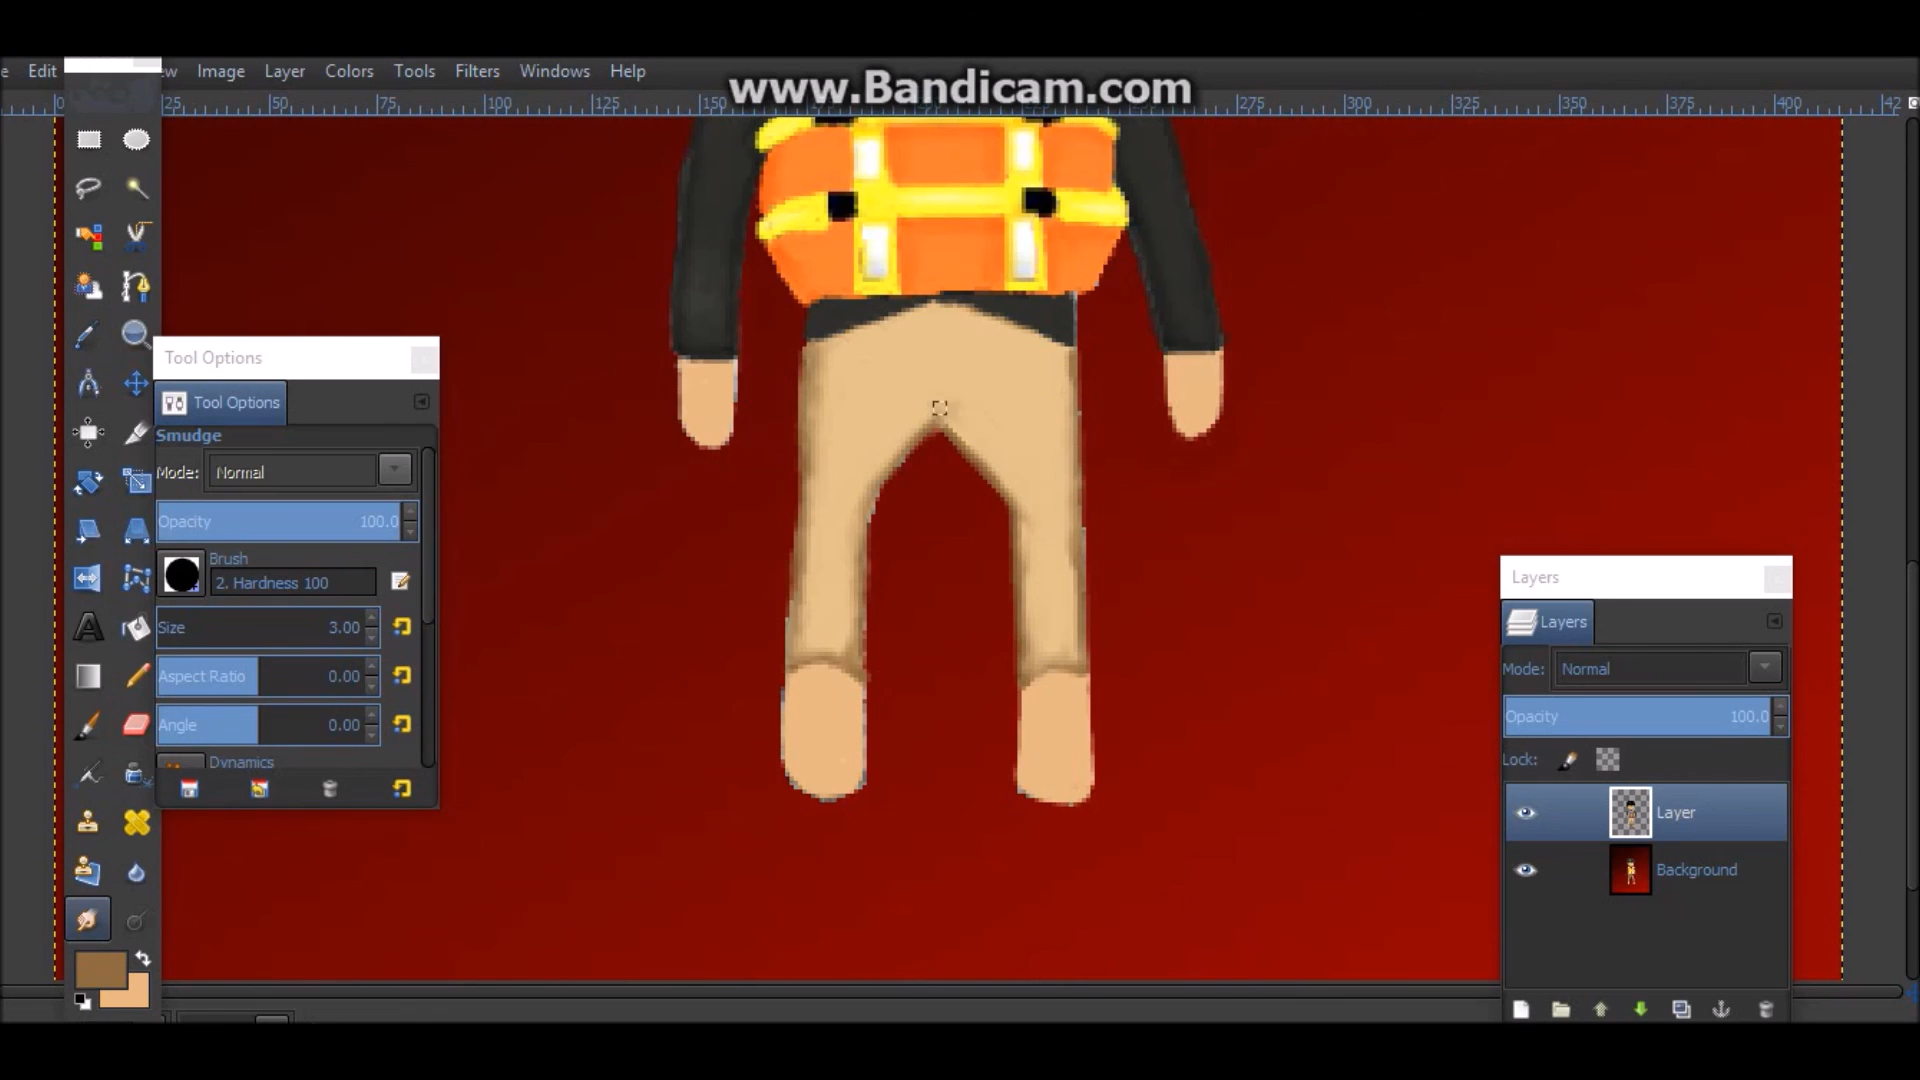 www.Bandicam.com
e Edit ew Image Layer Colors Tools Filters Windows Help
0 25 50 75 100 125 150 275 300 325 350 375 400 42
Tool Options
Tool Options
Smudge
Mode: Normal
Opacity 100.0
Brush
2. Hardness 100
Size 3.00
Aspect Ratio 0.00
Angle 0.00
Dynamics
Layers
Layers
Mode: Normal
Opacity 100.0
Lock:
Layer
Background